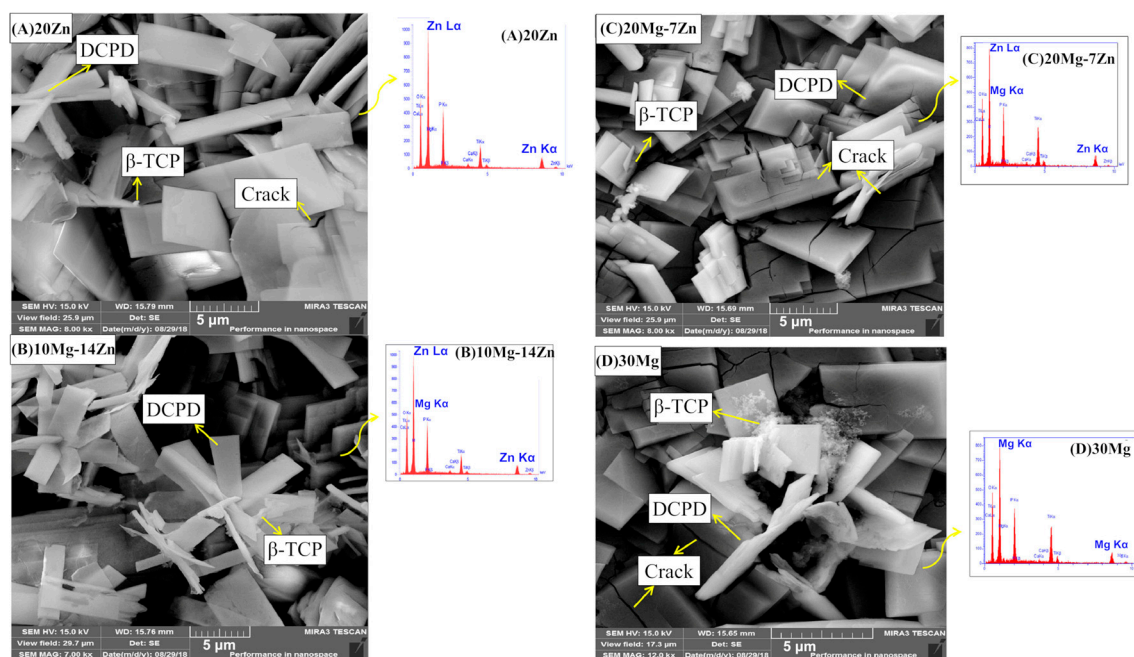 (A)20Zn
DCPD
β-TCP
Crack
SEM HV: 15.0 kV WD: 15.79 mm
View field: 25.9 µm Det: SE 5 µm
SEM MAG: 8.00 kx Date(m/d/y): 08/29/18
MIRA3 TESCAN
Performance in nanospace
(A)20Zn
Zn Lα
Zn Kα
(C)20Mg-7Zn
DCPD
β-TCP
Crack
SEM HV: 15.0 kV WD: 15.69 mm
View field: 25.9 µm Det: SE 5 µm
SEM MAG: 8.00 kx Date(m/d/y): 08/29/18
MIRA3 TESCAN
Performance in nanospace
(C)20Mg-7Zn
Zn Lα
Mg Kα
Zn Kα
(B)10Mg-14Zn
DCPD
β-TCP
SEM HV: 15.0 kV WD: 15.76 mm
View field: 29.7 µm Det: SE 5 µm
SEM MAG: 7.00 kx Date(m/d/y): 08/29/18
MIRA3 TESCAN
Performance in nanospace
(B)10Mg-14Zn
Zn Lα
Mg Kα
Zn Kα
(D)30Mg
β-TCP
DCPD
Crack
SEM HV: 15.0 kV WD: 15.65 mm
View field: 17.3 µm Det: SE 5 µm
SEM MAG: 12.0 kx Date(m/d/y): 08/29/18
MIRA3 TESCAN
Performance in nanospace
(D)30Mg
Mg Kα
Mg Kα